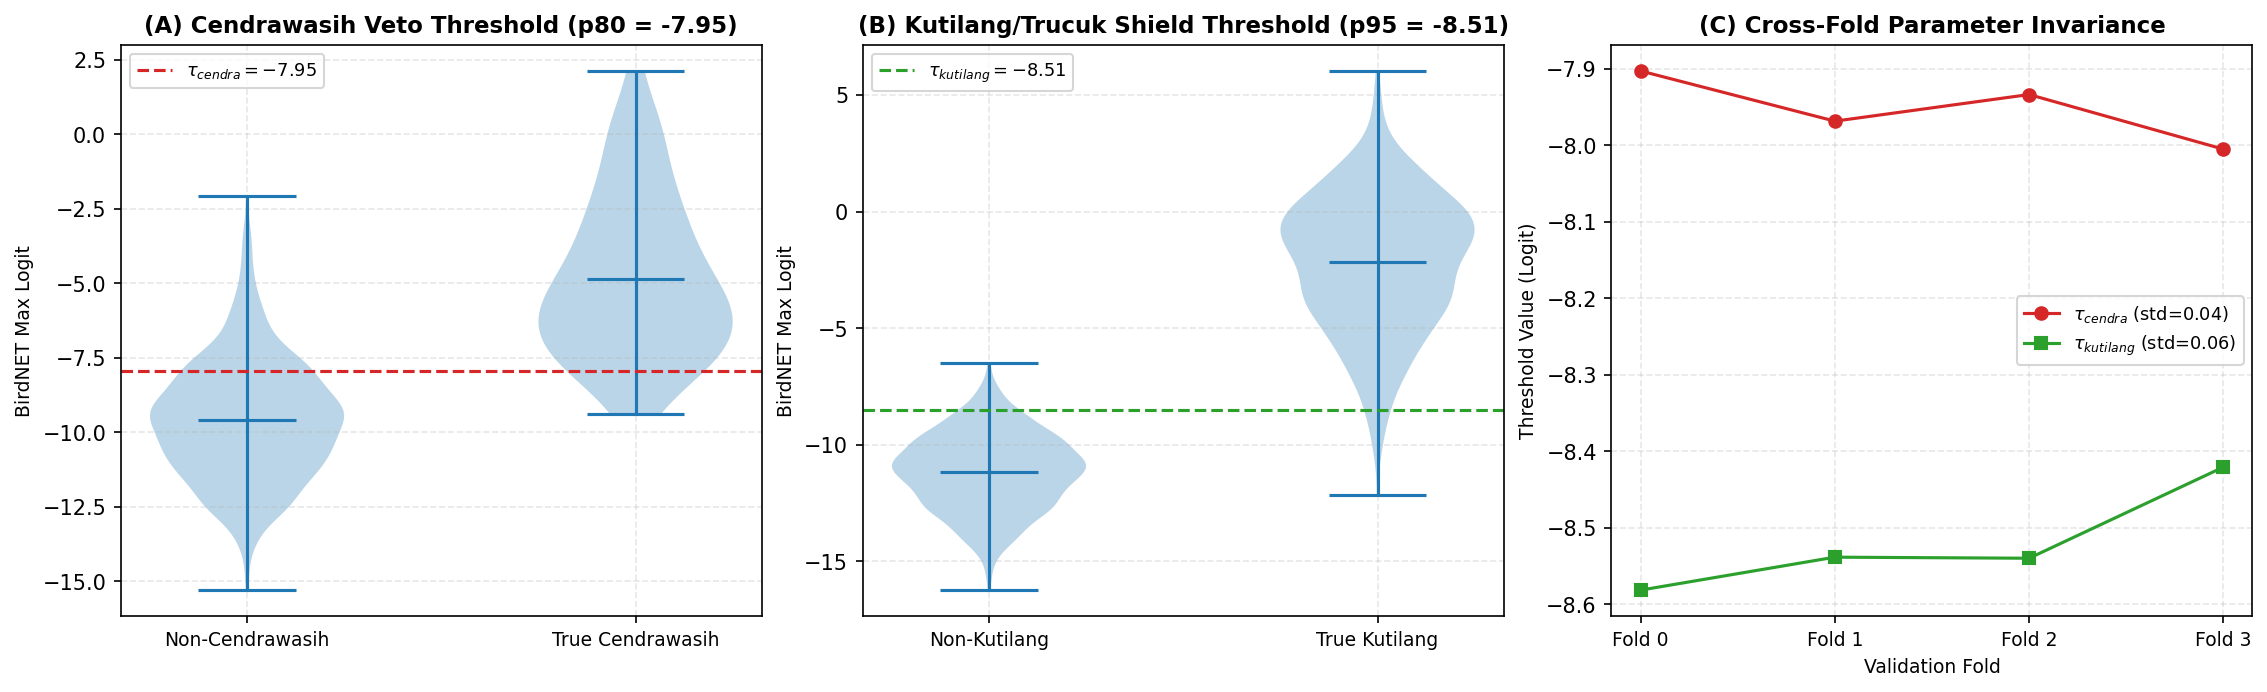 (A) Cendrawasih Veto Threshold (p80 = -7.95)
τcendra = −7.95
BirdNET Max Logit
2.5
0.0
−2.5
−5.0
−7.5
−10.0
−12.5
−15.0
Non-Cendrawasih
True Cendrawasih
(B) Kutilang/Trucuk Shield Threshold (p95 = -8.51)
τkutilang = −8.51
BirdNET Max Logit
5
0
−5
−10
−15
Non-Kutilang
True Kutilang
(C) Cross-Fold Parameter Invariance
Threshold Value (Logit)
−7.9
−8.0
−8.1
−8.2
−8.3
−8.4
−8.5
−8.6
τcendra (std=0.04)
τkutilang (std=0.06)
Fold 0
Fold 1
Fold 2
Fold 3
Validation Fold